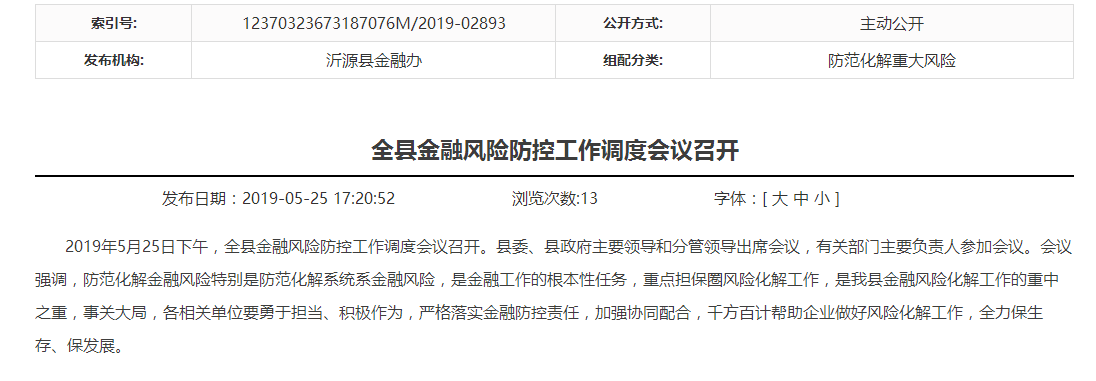 索引号: 12370323673187076M/2019-02893 公开方式: 主动公开
发布机构: 沂源县金融办 组配分类: 防范化解重大风险
全县金融风险防控工作调度会议召开
发布日期：2019-05-25 17:20:52 浏览次数:13 字体：[ 大 中 小 ]
2019年5月25日下午，全县金融风险防控工作调度会议召开。县委、县政府主要领导和分管领导出席会议，有关部门主要负责人参加会议。会议
强调，防范化解金融风险特别是防范化解系统系金融风险，是金融工作的根本性任务，重点担保圈风险化解工作，是我县金融风险化解工作的重中
之重，事关大局，各相关单位要勇于担当、积极作为，严格落实金融防控责任，加强协同配合，千方百计帮助企业做好风险化解工作，全力保生
存、保发展。